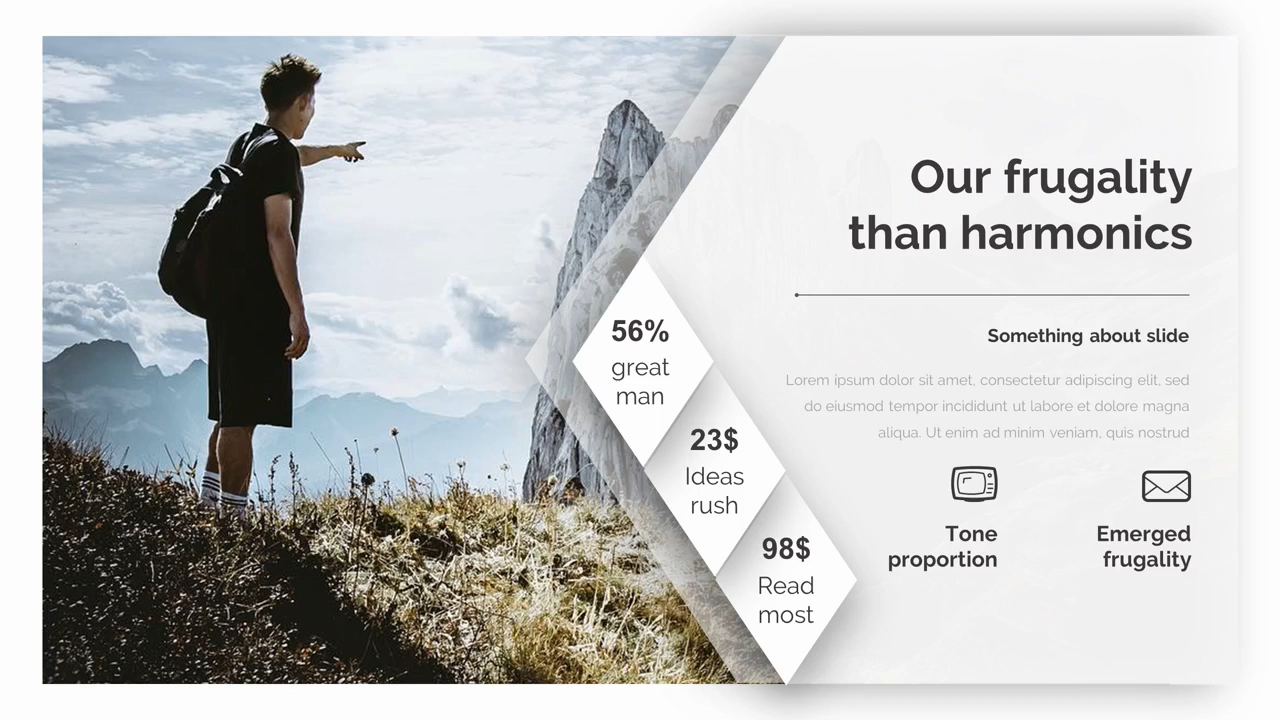 Our frugality
than harmonics
Something about slide
Lorem ipsum dolor sit amet, consectetur adipiscing elit, sed
do eiusmod tempor incididunt ut labore et dolore magna
aliqua. Ut enim ad minim veniam, quis nostrud
56%
great
man
23$
Ideas
rush
98$
Read
most
Tone
proportion
Emerged
frugality